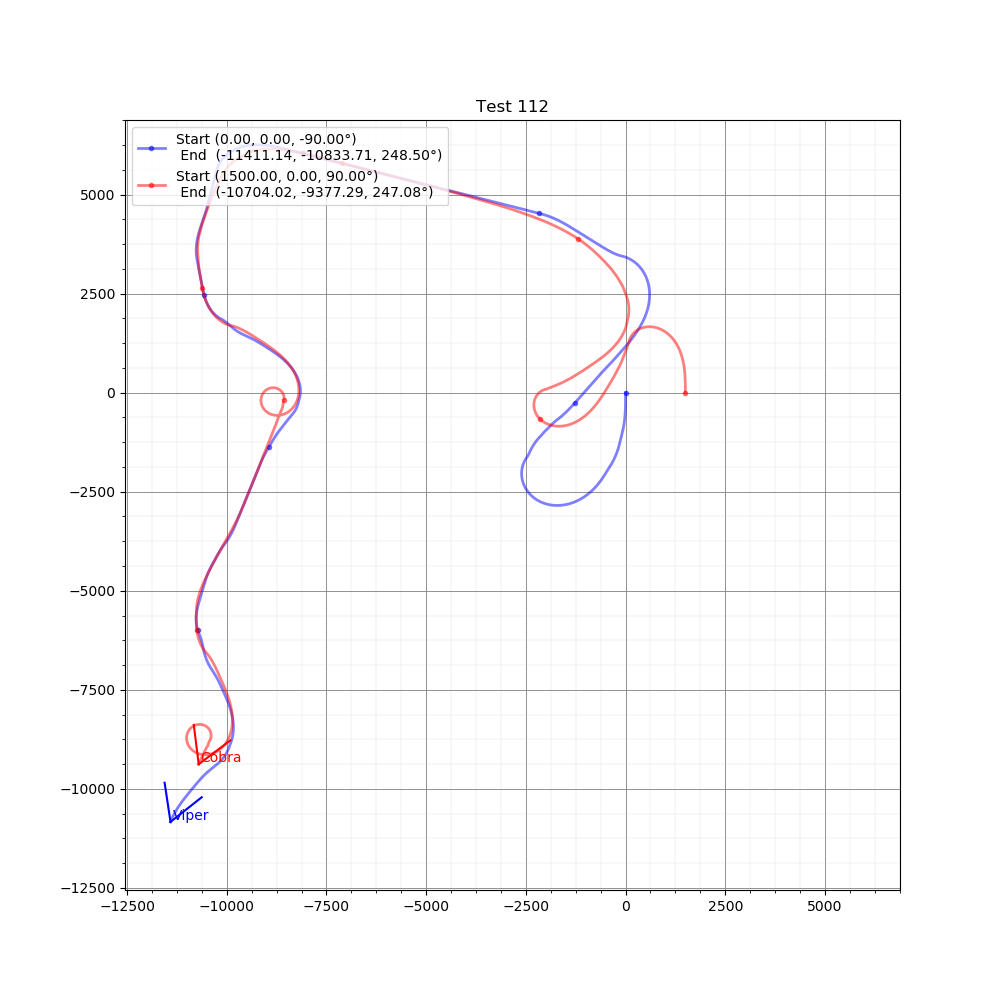 Test 112
Start (0.00, 0.00, -90.00°)
End  (-11411.14, -10833.71, 248.50°)
Start (1500.00, 0.00, 90.00°)
End  (-10704.02, -9377.29, 247.08°)
5000
2500
0
−2500
−5000
−7500
−10000
−12500
Cobra
Viper
−12500 −10000 −7500 −5000 −2500 0 2500 5000